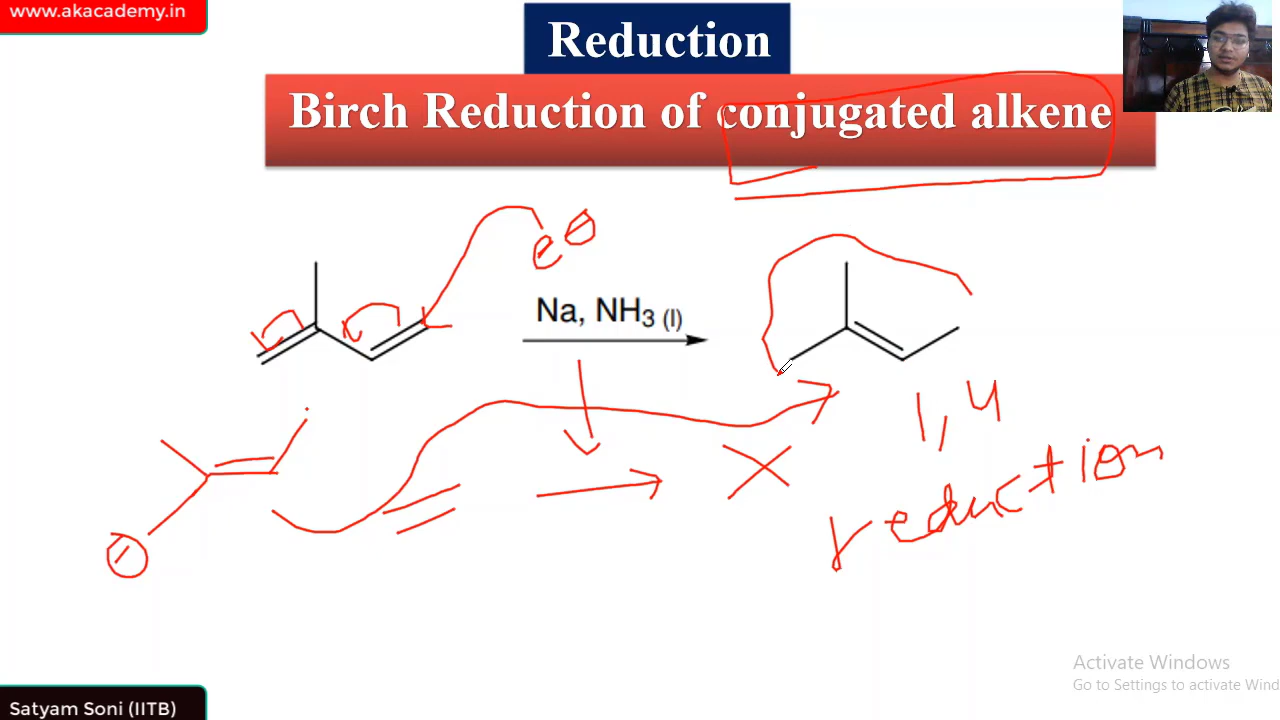 www.akacademy.in
Reduction
Birch Reduction of conjugated alkene
e⊖
Na, NH₃ (l)
1,4
reduction
Activate Windows
Go to Settings to activate Wind
Satyam Soni (IITB)